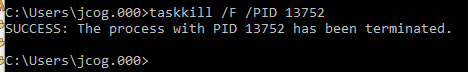 C:\Users\jcog.000>taskkill /F /PID 13752
SUCCESS: The process with PID 13752 has been terminated.
C:\Users\jcog.000>